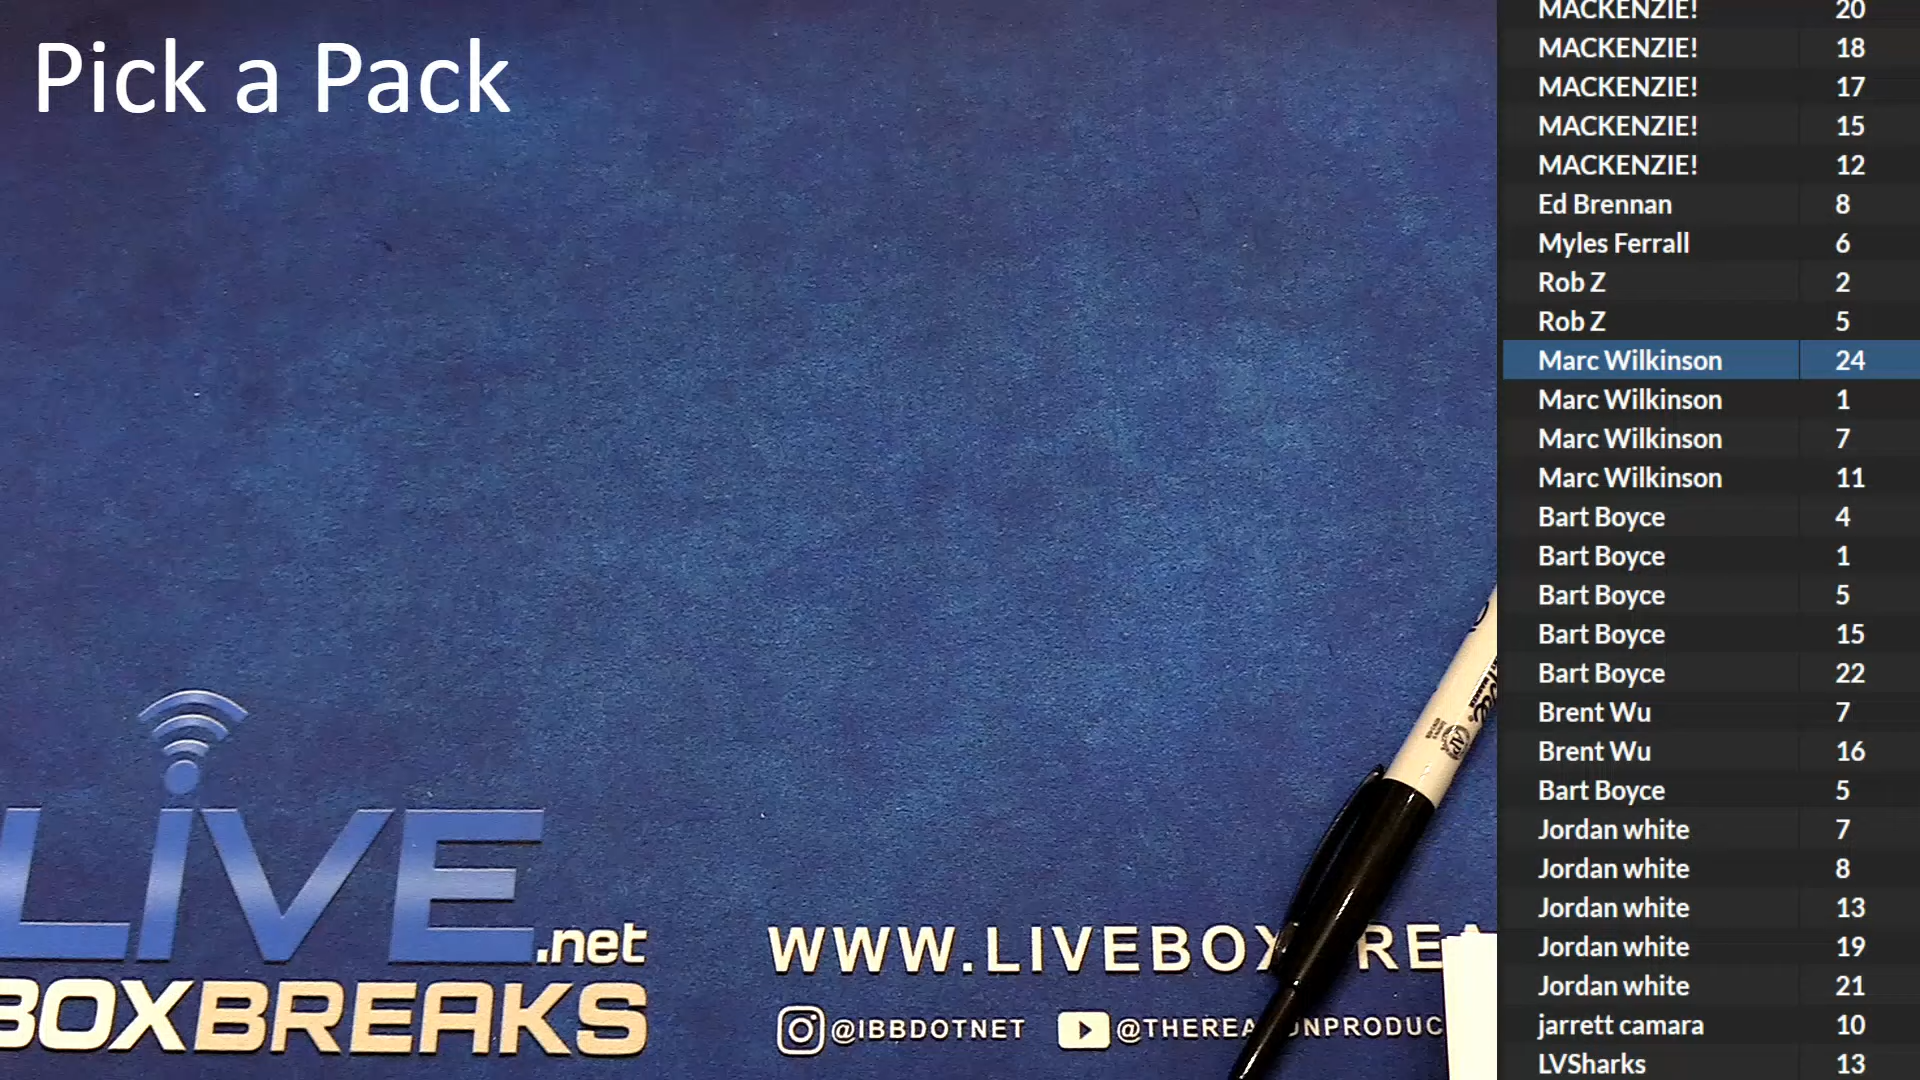 Pick a Pack
MACKENZIE! 20
MACKENZIE! 18
MACKENZIE! 17
MACKENZIE! 15
MACKENZIE! 12
Ed Brennan 8
Myles Ferrall 6
Rob Z 2
Rob Z 5
Marc Wilkinson 24
Marc Wilkinson 1
Marc Wilkinson 7
Marc Wilkinson 11
Bart Boyce 4
Bart Boyce 1
Bart Boyce 5
Bart Boyce 15
Bart Boyce 22
Brent Wu 7
Brent Wu 16
Bart Boyce 5
Jordan white 7
Jordan white 8
Jordan white 13
Jordan white 19
Jordan white 21
jarrett camara 10
LVSharks 13
LiVE.net
BOXBREAKS
WWW.LIVEBOX REA
@IBBDOTNET